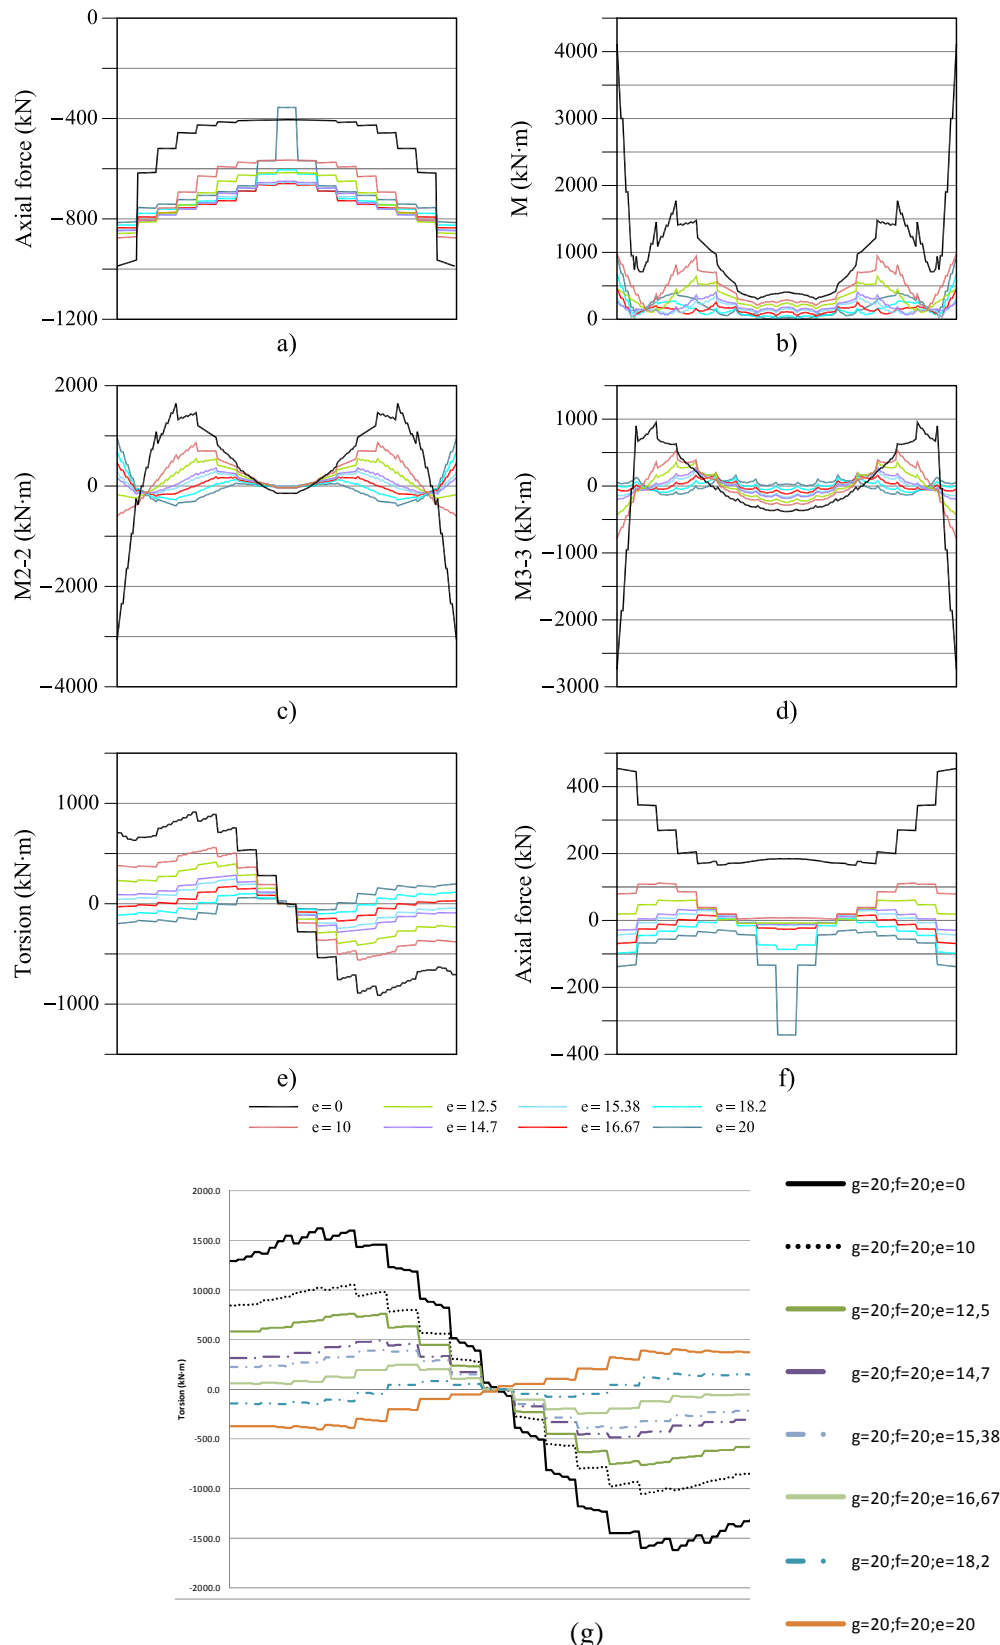 0
−400
−800
−1200
Axial force (kN)
a)
4000
3000
2000
1000
0
M (kN·m)
b)
2000
0
−2000
−4000
M2-2 (kN·m)
c)
1000
0
−1000
−2000
−3000
M3-3 (kN·m)
d)
1000
0
−1000
Torsion (kN·m)
e)
400
200
0
−200
−400
Axial force (kN)
f)
e = 0 e = 12.5 e = 15.38 e = 18.2
e = 10 e = 14.7 e = 16.67 e = 20
2000.0
1500.0
1000.0
500.0
0.0
-500.0
-1000.0
-1500.0
-2000.0
Torsion (kN·m)
g=20;f=20;e=0
g=20;f=20;e=10
g=20;f=20;e=12,5
g=20;f=20;e=14,7
g=20;f=20;e=15,38
g=20;f=20;e=16,67
g=20;f=20;e=18,2
g=20;f=20;e=20
(g)